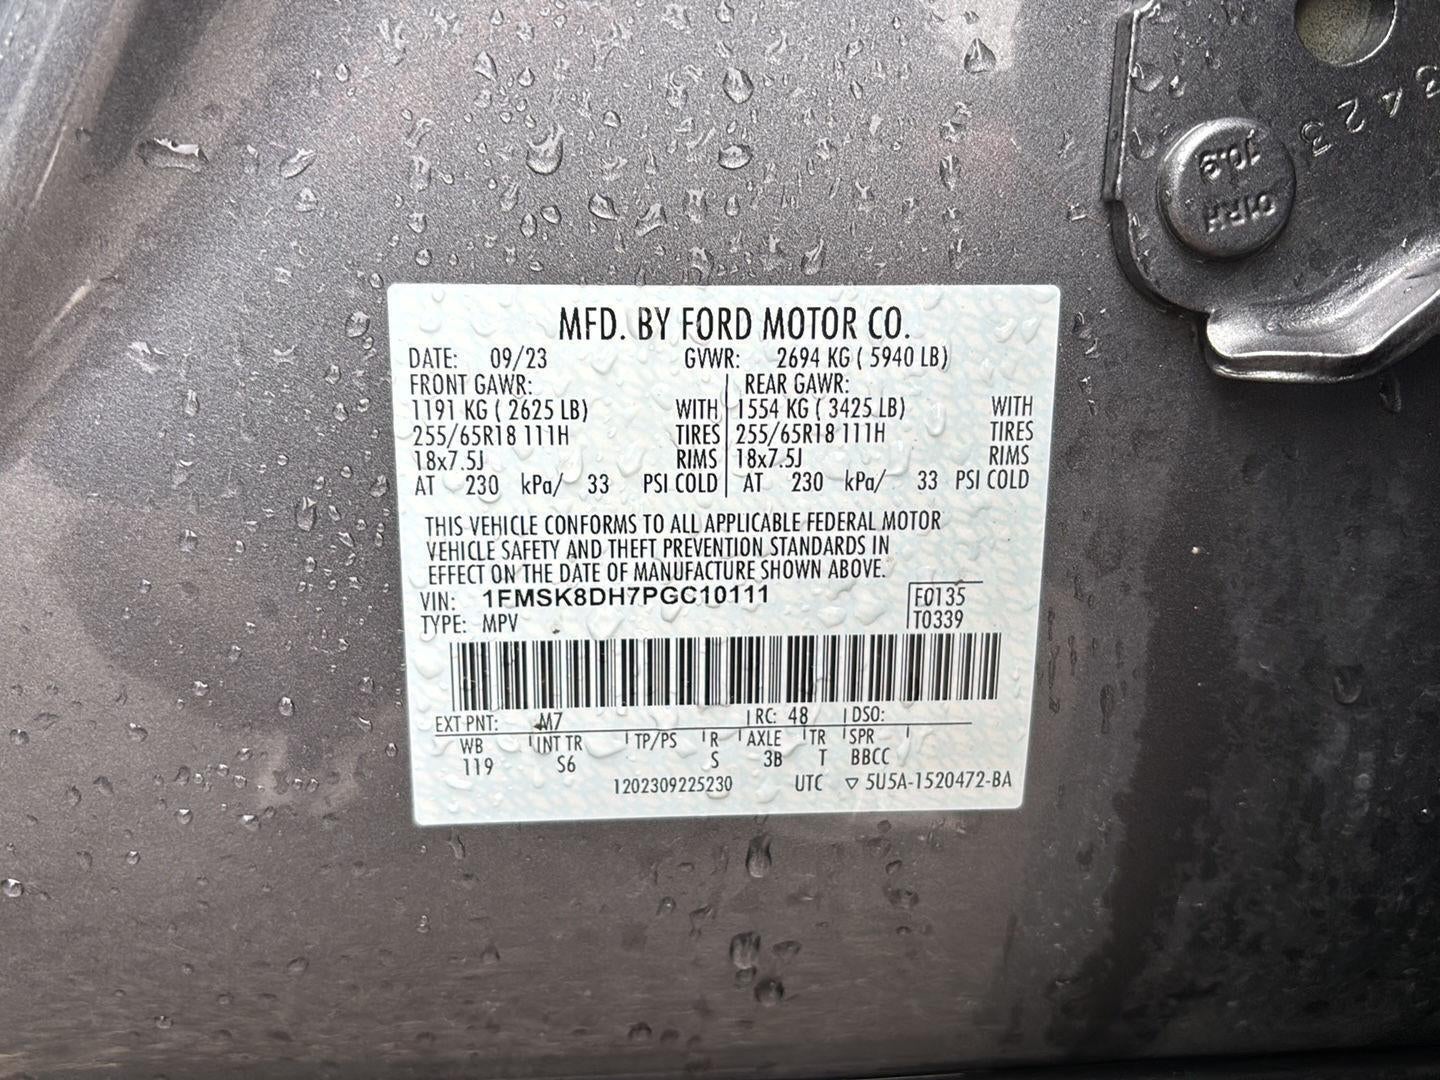 3423
01RH
10.9
MFD. BY FORD MOTOR CO.
DATE: 09/23 GVWR: 2694 KG ( 5940 LB)
FRONT GAWR: REAR GAWR:
1191 KG ( 2625 LB) WITH 1554 KG ( 3425 LB) WITH
255/65R18 111H TIRES 255/65R18 111H TIRES
18x7.5J RIMS 18x7.5J RIMS
AT 230 kPa/ 33 PSI COLD AT 230 kPa/ 33 PSI COLD
THIS VEHICLE CONFORMS TO ALL APPLICABLE FEDERAL MOTOR
VEHICLE SAFETY AND THEFT PREVENTION STANDARDS IN
EFFECT ON THE DATE OF MANUFACTURE SHOWN ABOVE.
VIN: 1FMSK8DH7PGC10111 F0135
TYPE: MPV T0339
EXT PNT: M7 RC: 48 DSO:
WB INT TR TP/PS R AXLE TR SPR
119 S6 S 3B T BBCC
1202309225230 UTC ▽ 5U5A-1520472-BA